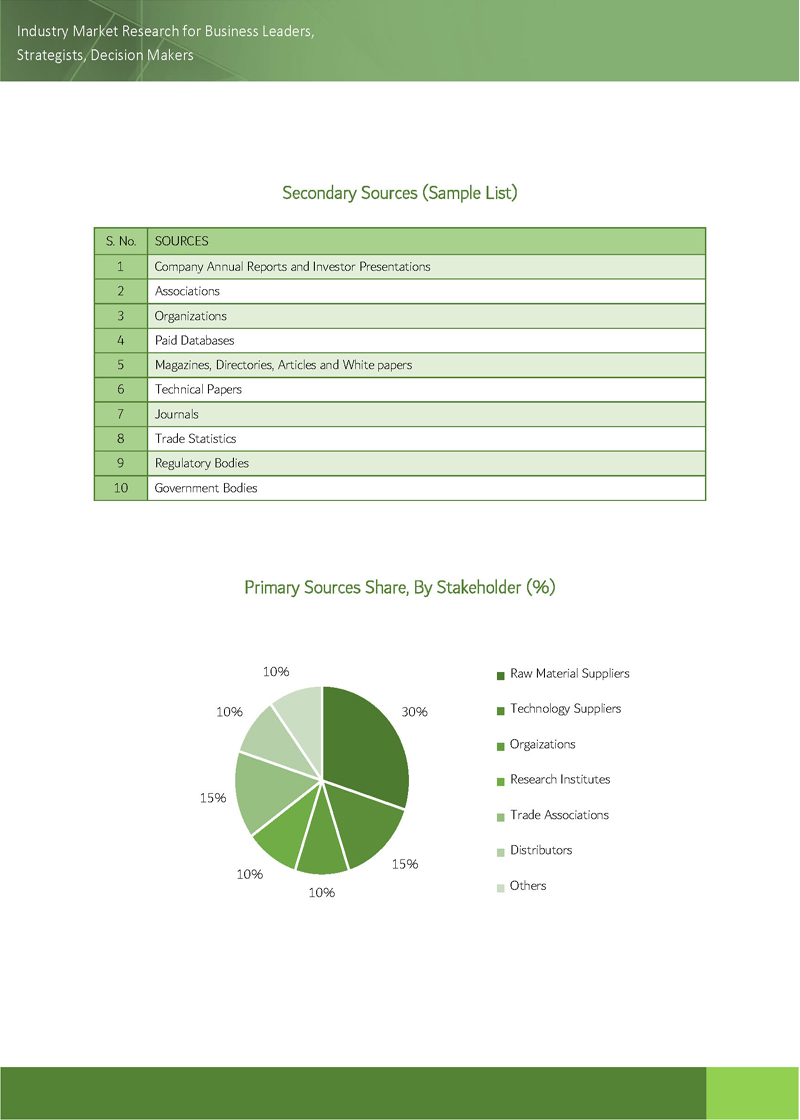 Industry Market Research for Business Leaders,
Strategists, Decision Makers
Secondary Sources (Sample List)
S. No. SOURCES
1 Company Annual Reports and Investor Presentations
2 Associations
3 Organizations
4 Paid Databases
5 Magazines, Directories, Articles and White papers
6 Technical Papers
7 Journals
8 Trade Statistics
9 Regulatory Bodies
10 Government Bodies
Primary Sources Share, By Stakeholder (%)
10%
10%
30%
15%
15%
10%
10%
Raw Material Suppliers
Technology Suppliers
Orgaizations
Research Institutes
Trade Associations
Distributors
Others